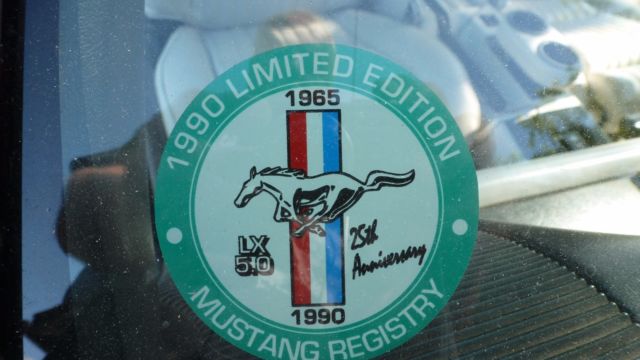 1990 LIMITED EDITION
1965
LX
5.0
25th
Anniversary
1990
MUSTANG REGISTRY